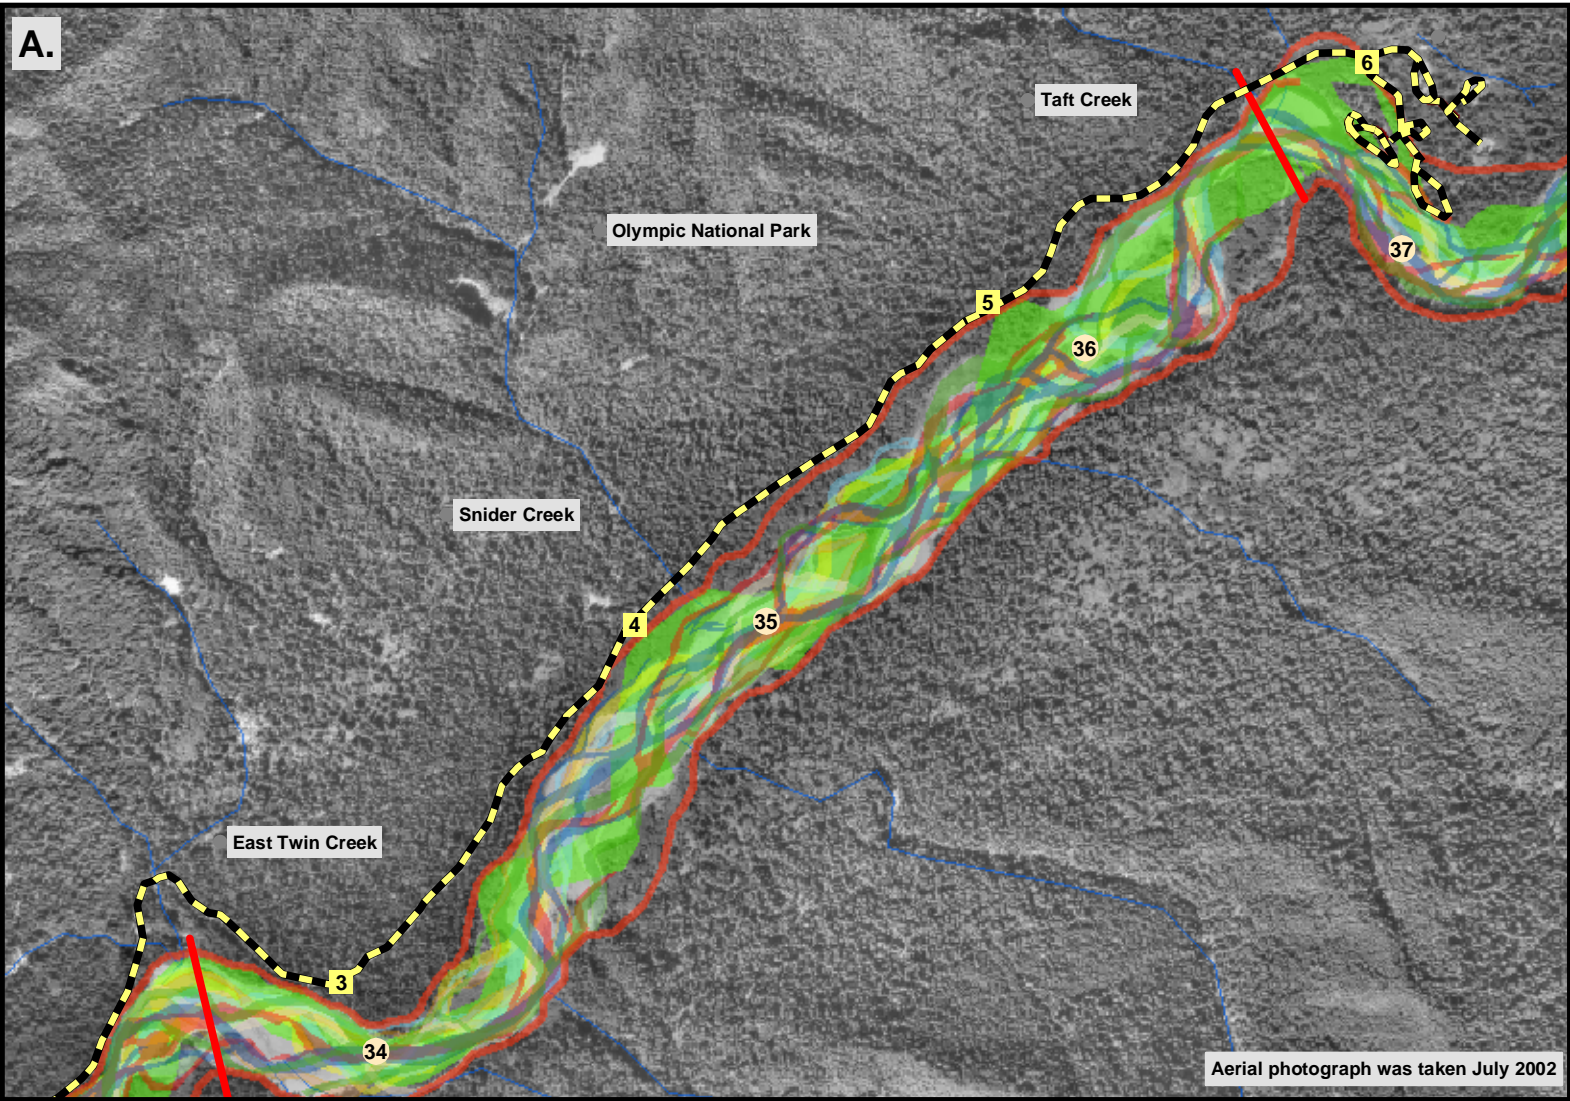 A.
6
Taft Creek
Olympic National Park
37
5
36
Snider Creek
4
35
East Twin Creek
3
34
Aerial photograph was taken July 2002